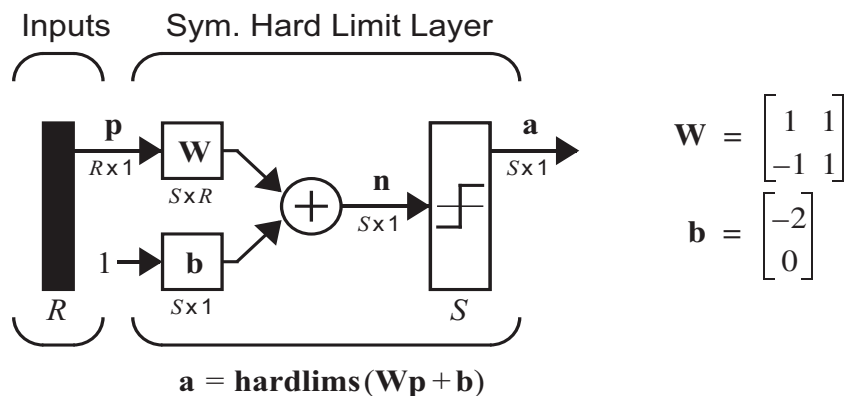 Inputs Sym. Hard Limit Layer
p W n a
R x 1 S x R S x 1 S x 1
1 b
S x 1
R S
a = hardlims(Wp + b)
W = [1 1
-1 1]
b = [-2
0]